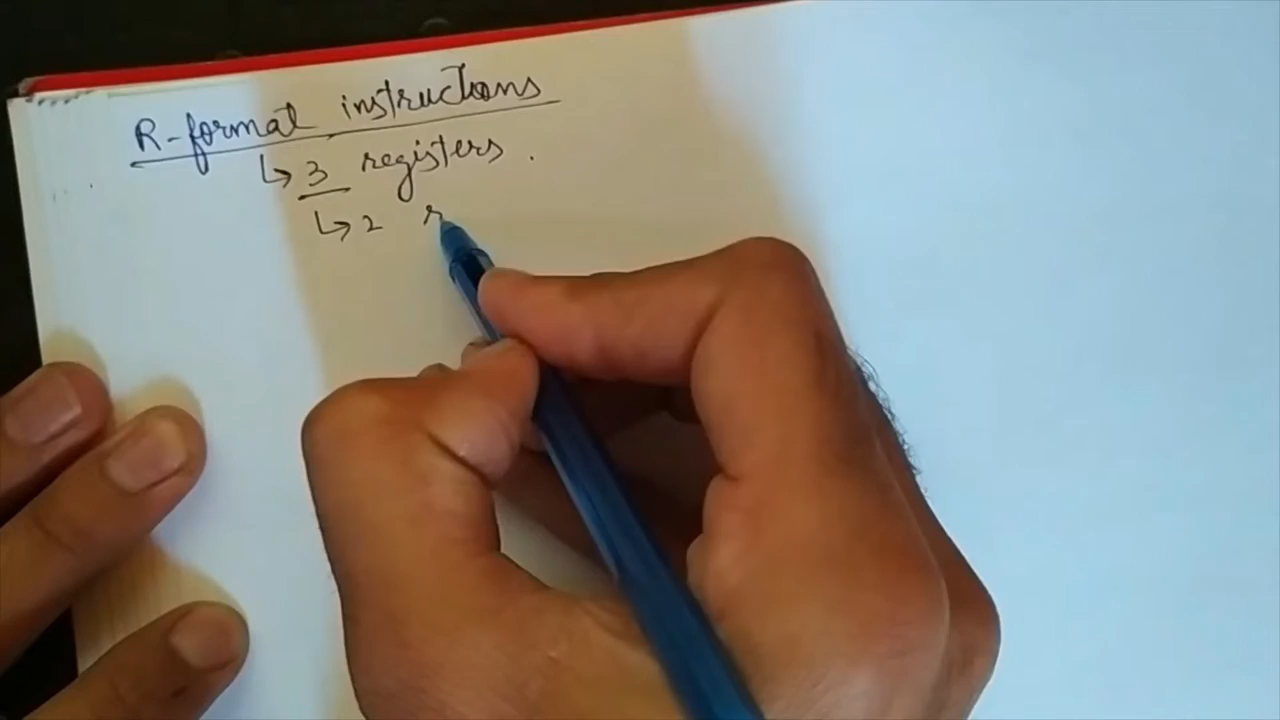 R-format instructions
↳ 3 registers.
↳ 2 r